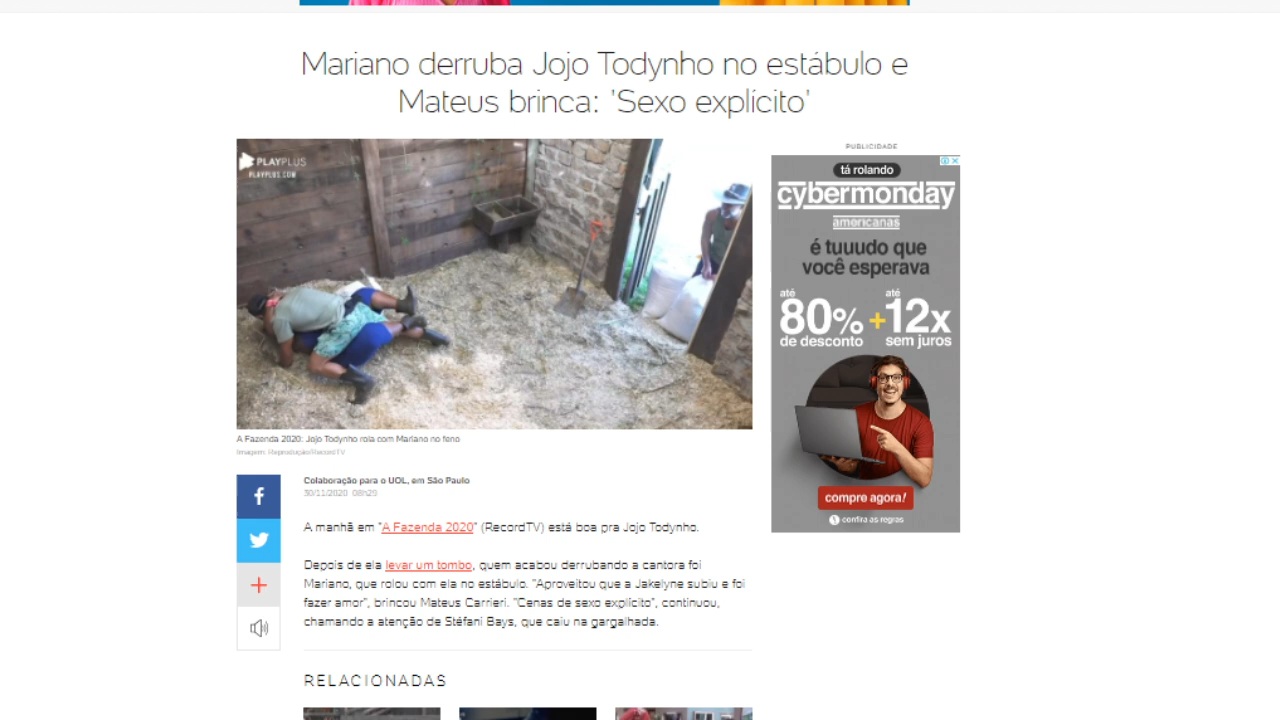 Mariano derruba Jojo Todynho no estábulo e
Mateus brinca: 'Sexo explícito'
PLAYPLUS
PLAYPLUS.COM
A Fazenda 2020: Jojo Todynho rola com Mariano no feno
Imagem: Reprodução/RecordTV
Colaboração para o UOL, em São Paulo
30/11/2020 08h29
A manhã em "A Fazenda 2020" (RecordTV) está boa pra Jojo Todynho.
Depois de ela levar um tombo, quem acabou derrubando a cantora foi
Mariano, que rolou com ela no estábulo. "Aproveitou que a Jakelyne subiu e foi
fazer amor", brincou Mateus Carrieri. "Cenas de sexo explícito", continuou,
chamando a atenção de Stéfani Bays, que caiu na gargalhada.
RELACIONADAS
PUBLICIDADE
tá rolando
cybermonday
americanas
é tuuudo que
você esperava
até até
80% + 12x
de desconto sem juros
compre agora!
confira as regras